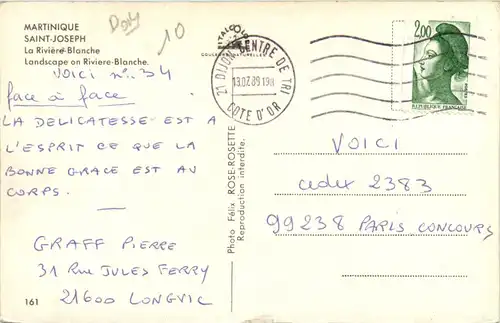 MARTINIQUE
SAINT-JOSEPH
La Rivière-Blanche
Landscape on Riviere-Blanche.
10
VOICI n° 34
face à face
LA DELICATESSE EST A
L'ESPRIT CE QUE LA
BONNE GRACE EST AU
CORPS.
GRAFF PIERRE
31 RUE JULES FERRY
21600 LONGVIC
161
Photo Félix ROSE-ROSETTE
Reproduction interdite.
21 DIJON CENTRE DE TRI
COTE D'OR
2,00
REPUBLIQUE FRANÇAISE
VOICI
cedex 2383
99238 PARIS CONCOURS